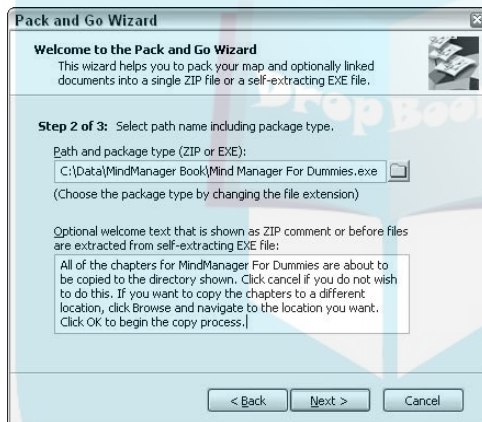 Pack and Go Wizard
Welcome to the Pack and Go Wizard
This wizard helps you to pack your map and optionally linked
documents into a single ZIP file or a self-extracting EXE file.
DropBook
Step 2 of 3: Select path name including package type.
Path and package type (ZIP or EXE):
C:\Data\MindManager Book\Mind Manager For Dummies.exe
(Choose the package type by changing the file extension)
Optional welcome text that is shown as ZIP comment or before files
are extracted from self-extracting EXE file:
All of the chapters for MindManager For Dummies are about to
be copied to the directory shown. Click cancel if you do not wish
to do this. If you want to copy the chapters to a different
location, click Browse and navigate to the location you want.
Click OK to begin the copy process.
< Back
Next >
Cancel